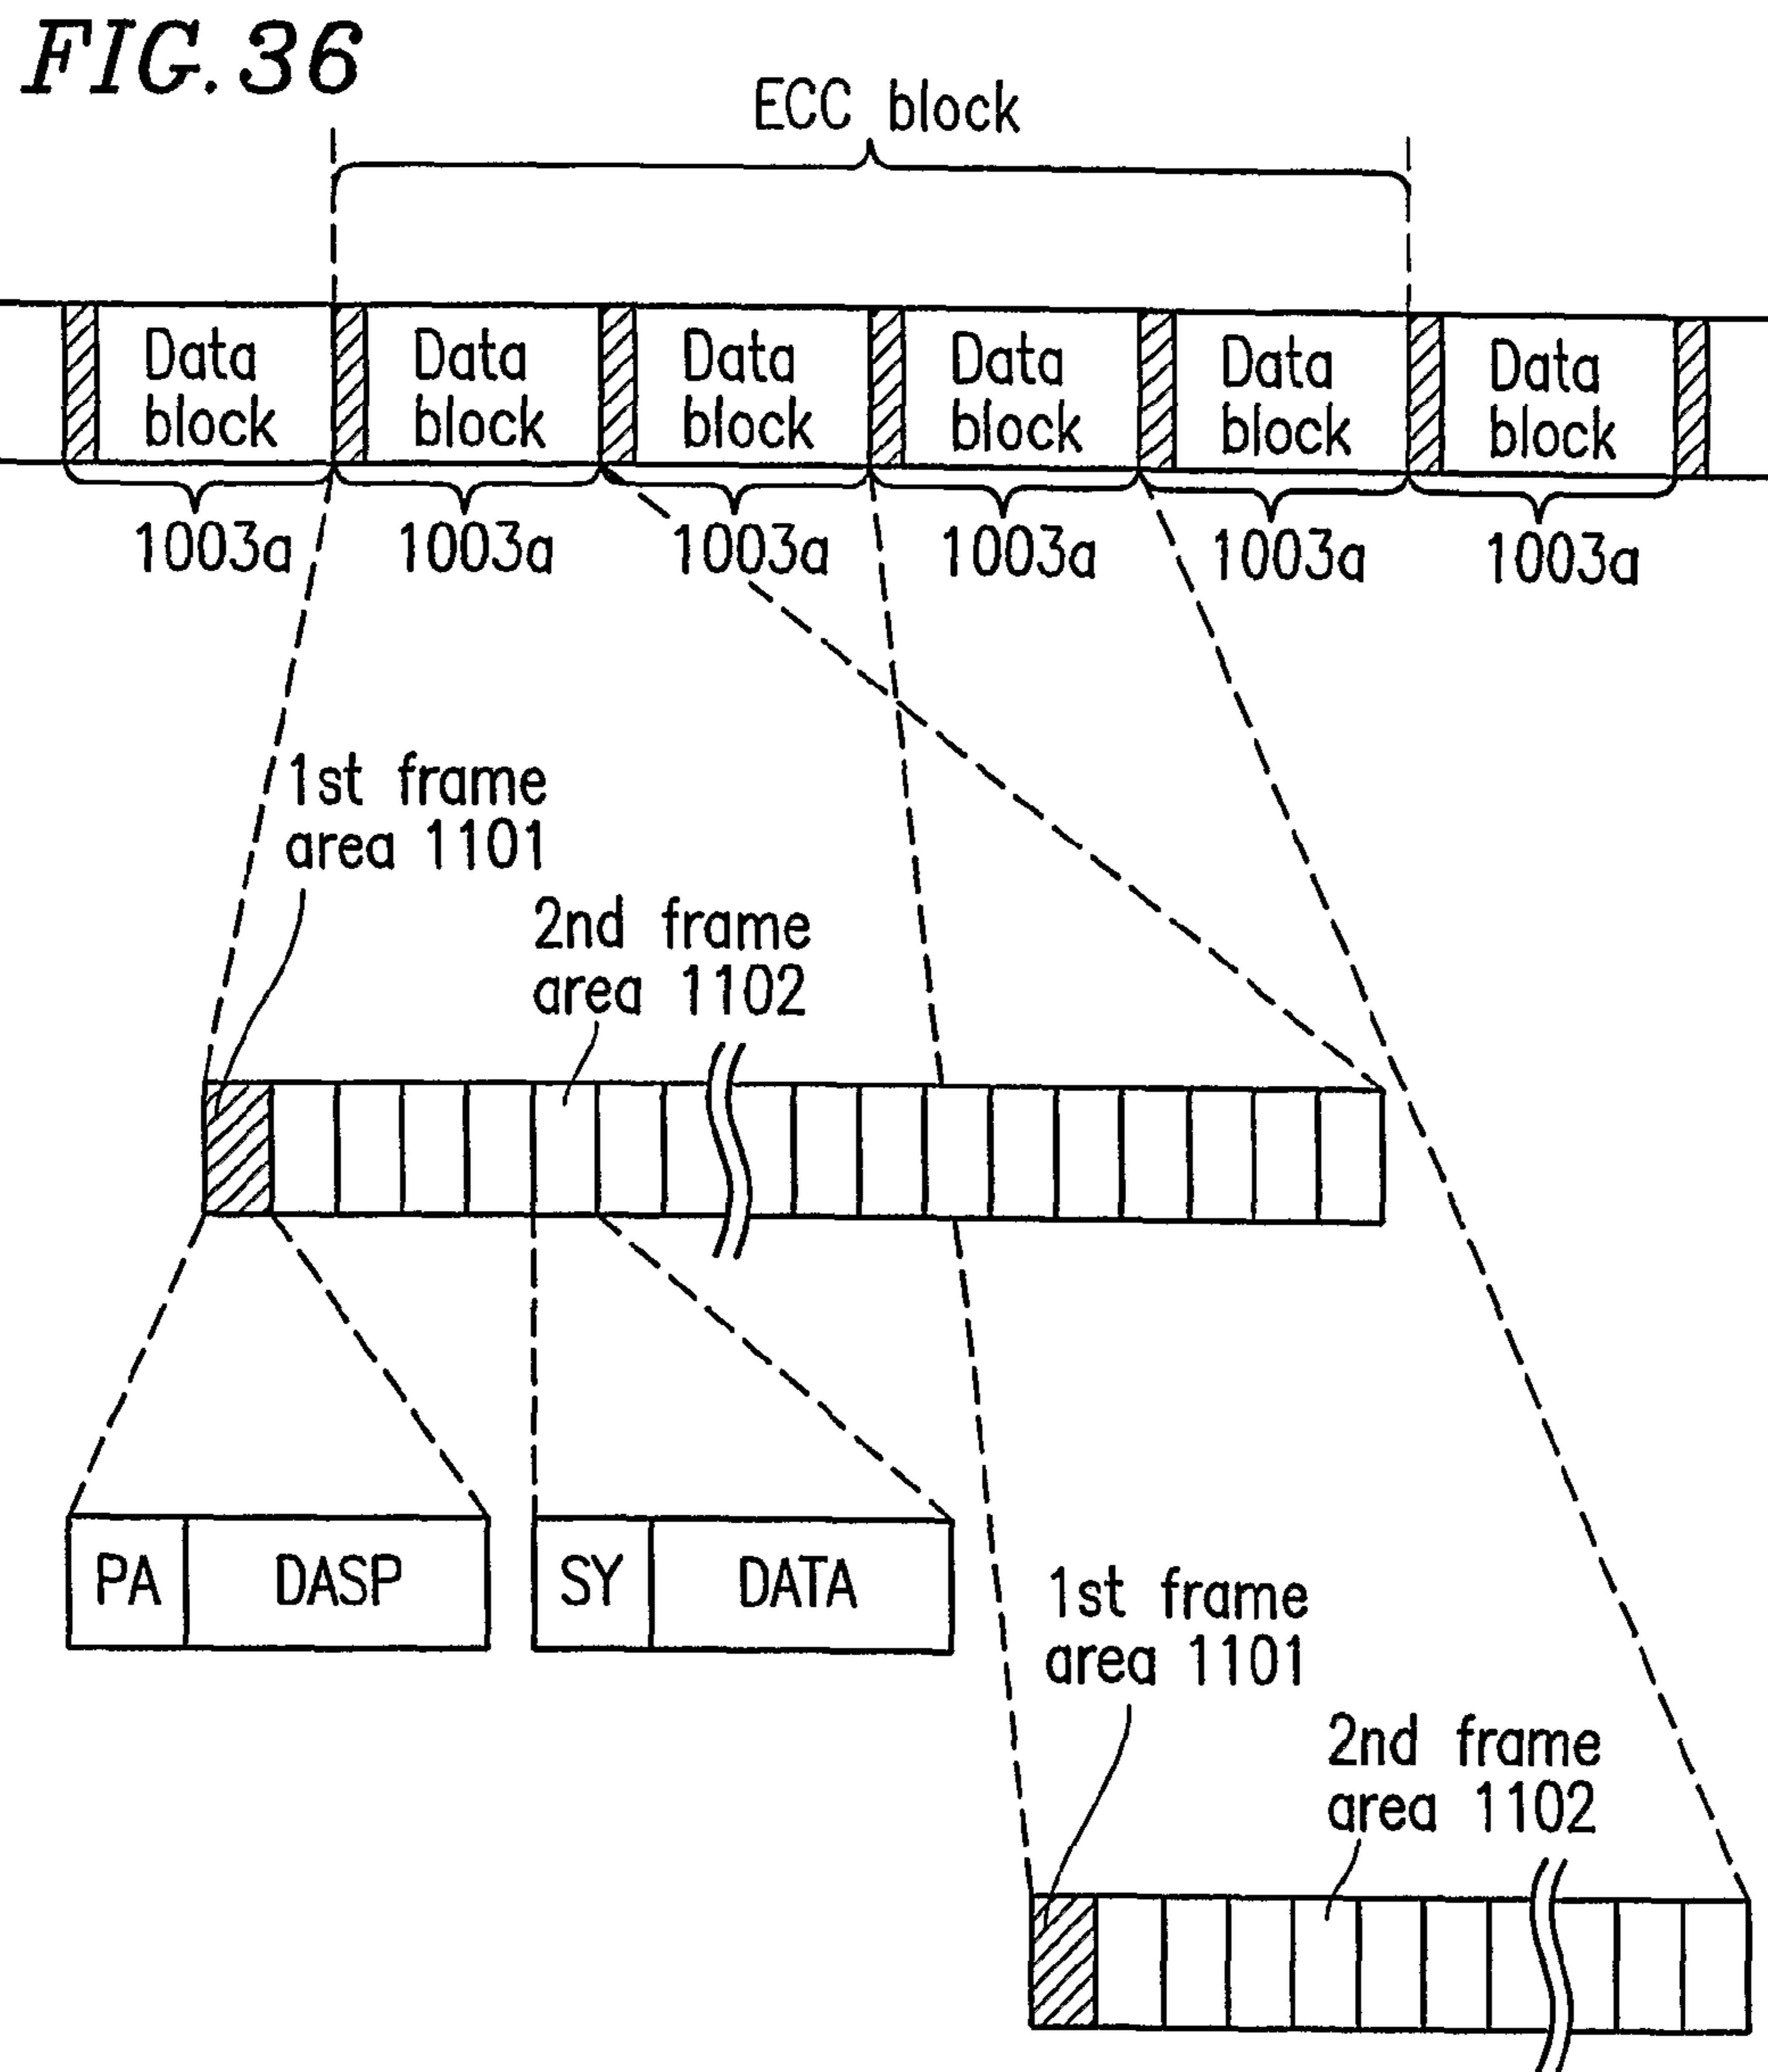 FIG.36
ECC block
Data
block
Data
block
Data
block
Data
block
Data
block
Data
block
1003a
1003a
1003a
1003a
1003a
1003a
1st frame
area 1101
2nd frame
area 1102
PA
DASP
SY
DATA
1st frame
area 1101
2nd frame
area 1102